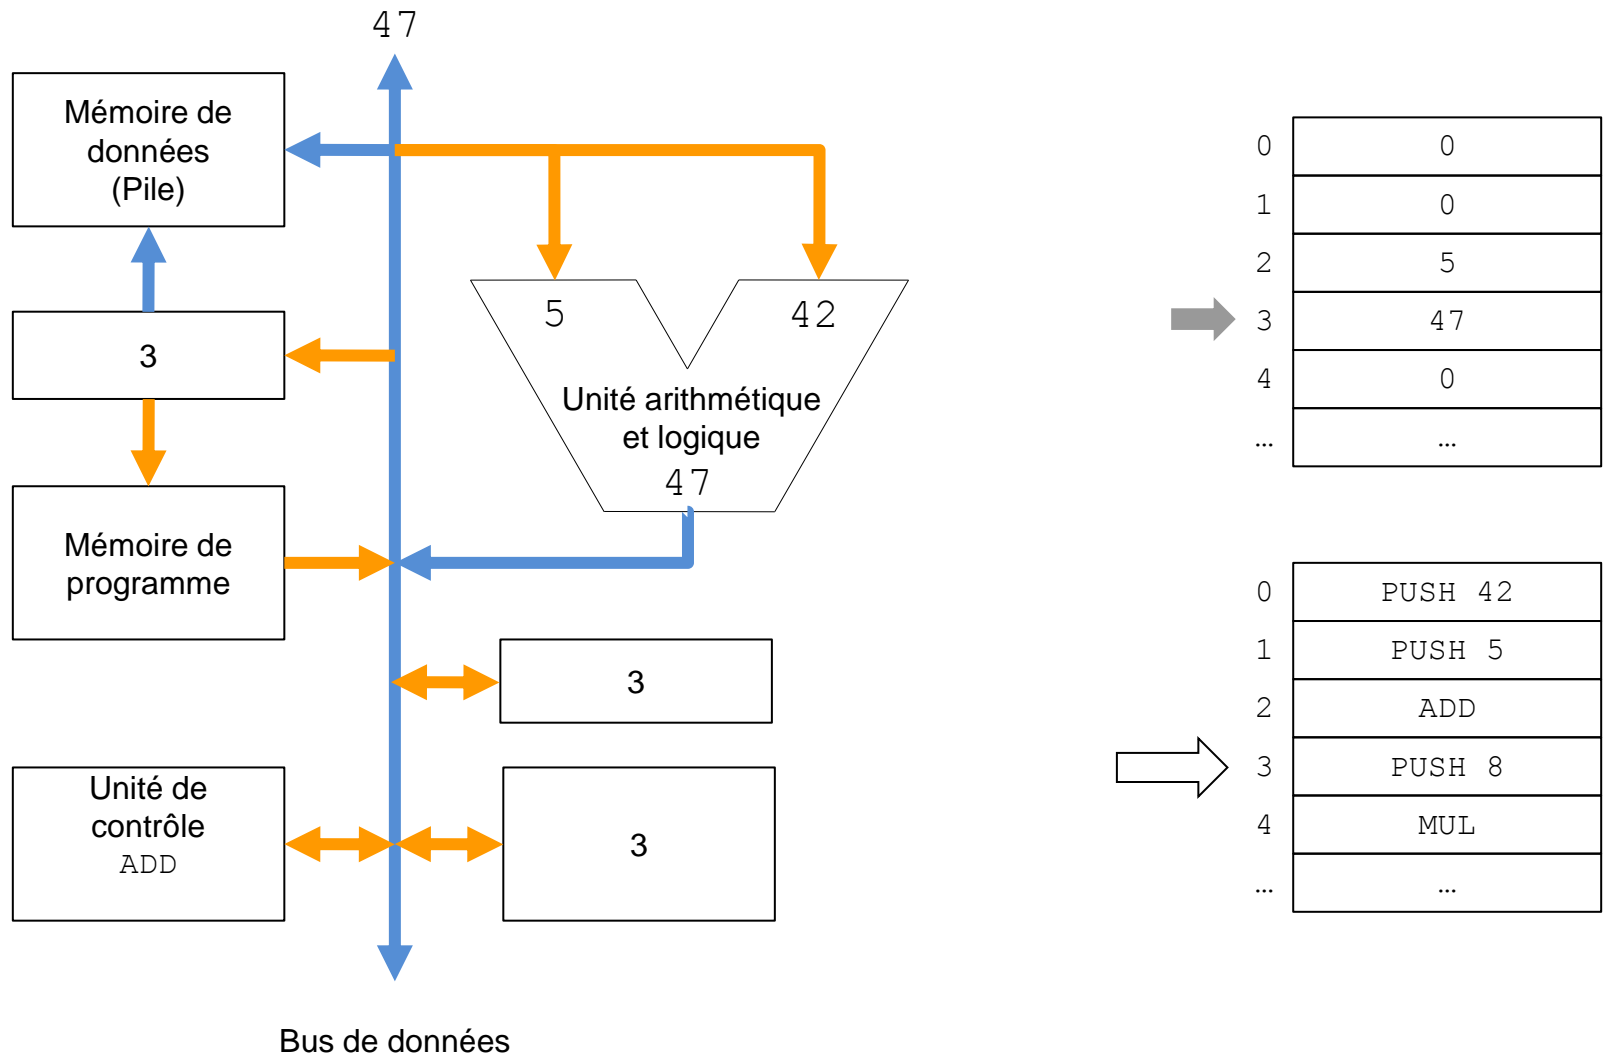 47
Mémoire de
données
(Pile)
3
Mémoire de
programme
Unité de
contrôle
ADD
5
42
Unité arithmétique
et logique
47
3
3
Bus de données
0 0
1 0
2 5
3 47
4 0
… …
0 PUSH 42
1 PUSH 5
2 ADD
3 PUSH 8
4 MUL
… …